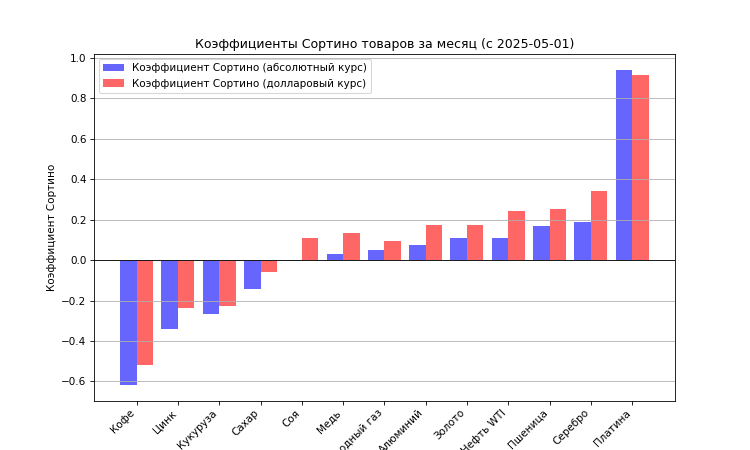 Коэффициенты Сортино товаров за месяц (с 2025-05-01)
Коэффициент Сортино (абсолютный курс)
Коэффициент Сортино (долларовый курс)
Коэффициент Сортино
1.0
0.8
0.6
0.4
0.2
0.0
−0.2
−0.4
−0.6
Кофе
Цинк
Кукуруза
Сахар
Соя
Медь
газ
Алюминий
Золото
Нефть WTI
Пшеница
Серебро
Платина